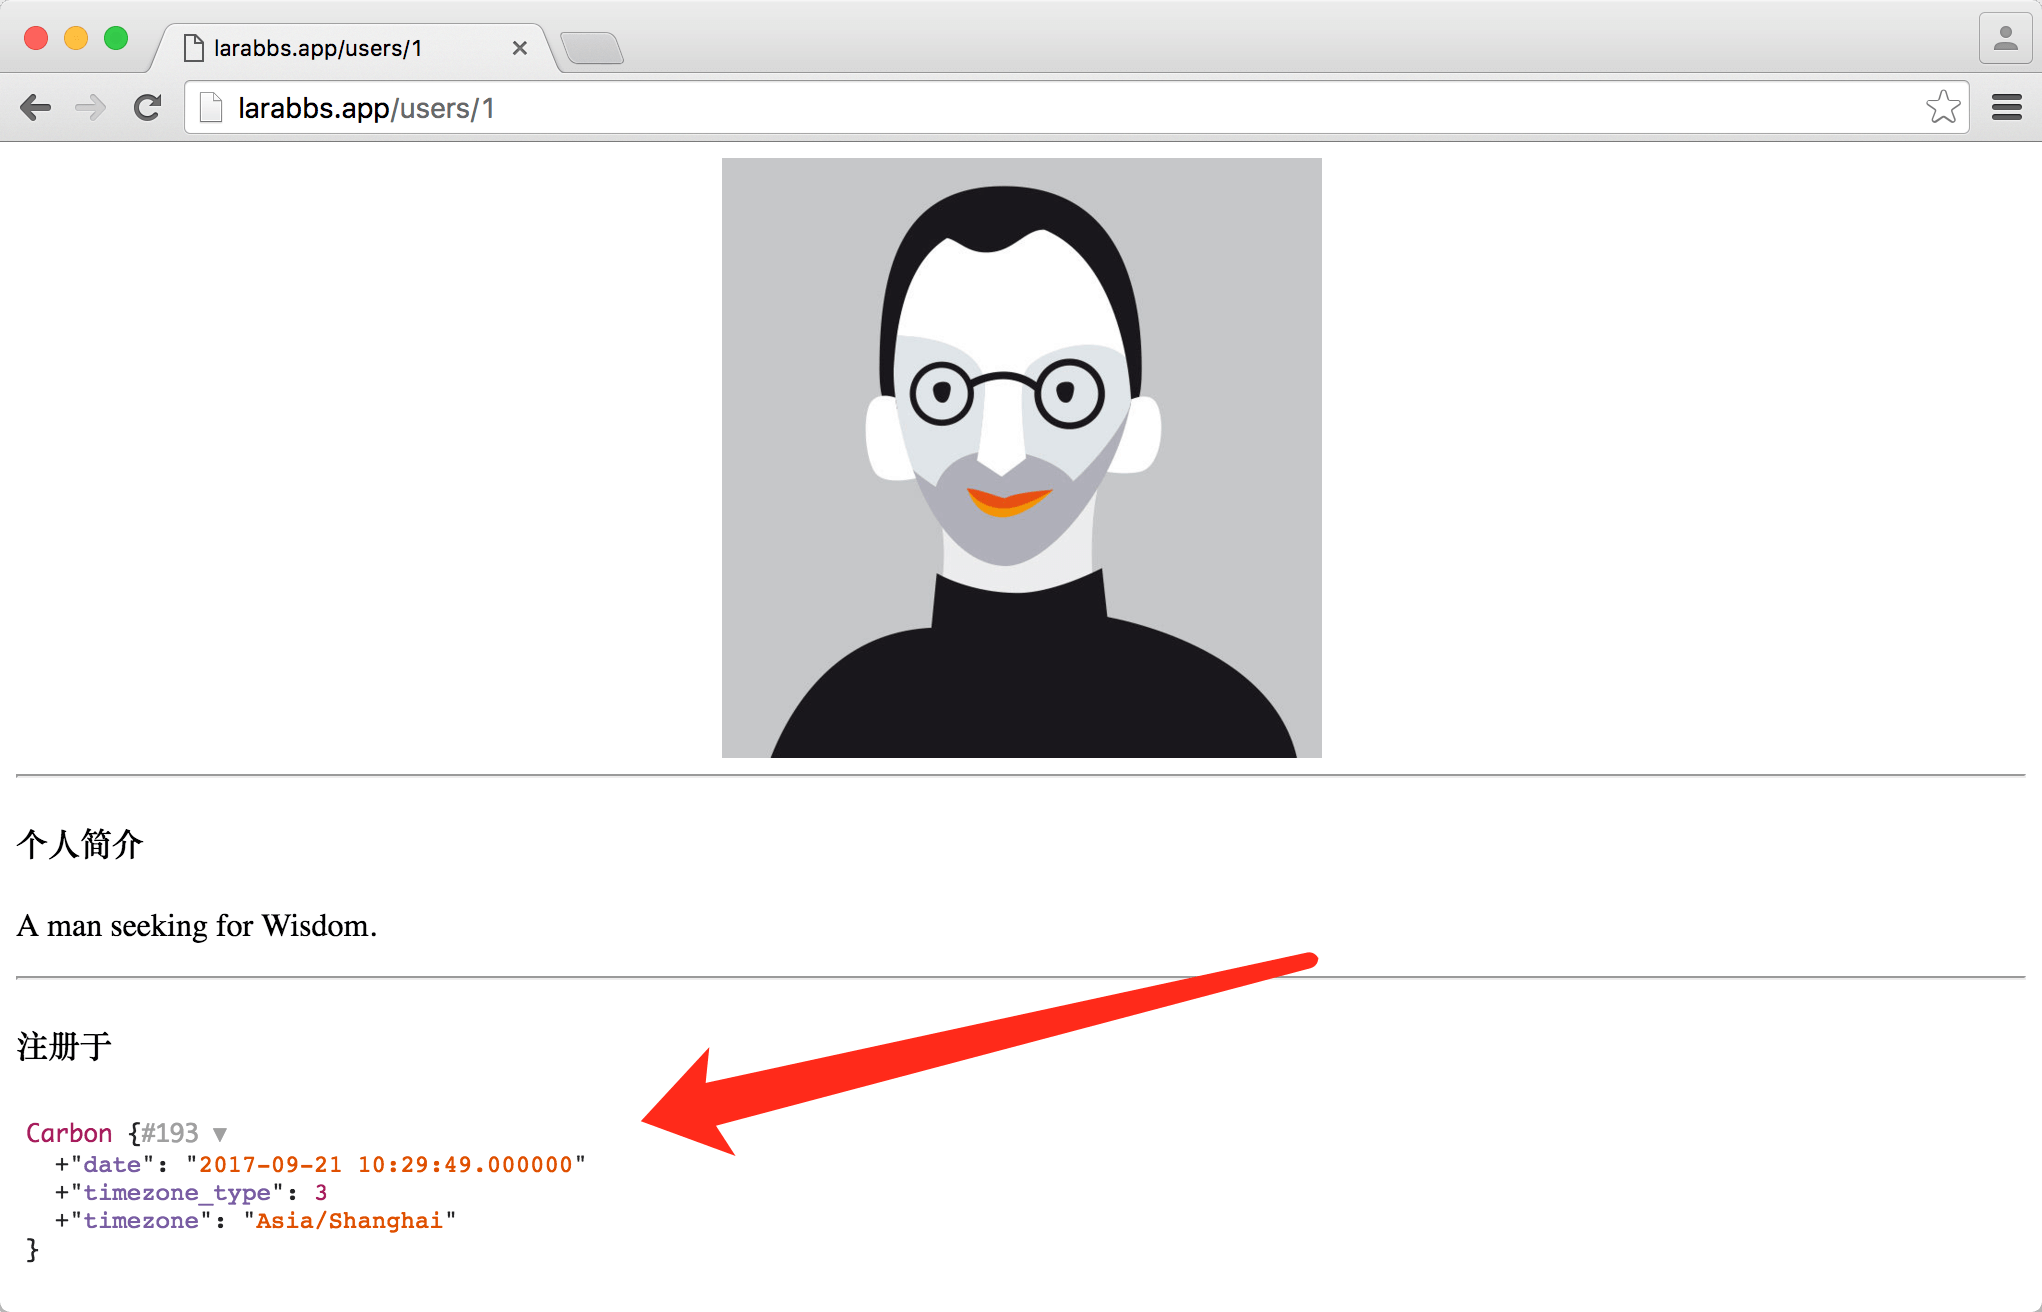 larabbs.app/users/1
larabbs.app/users/1
个人简介
A man seeking for Wisdom.
注册于
Carbon {#193 ▼
+"date": "2017-09-21 10:29:49.000000"
+"timezone_type": 3
+"timezone": "Asia/Shanghai"
}